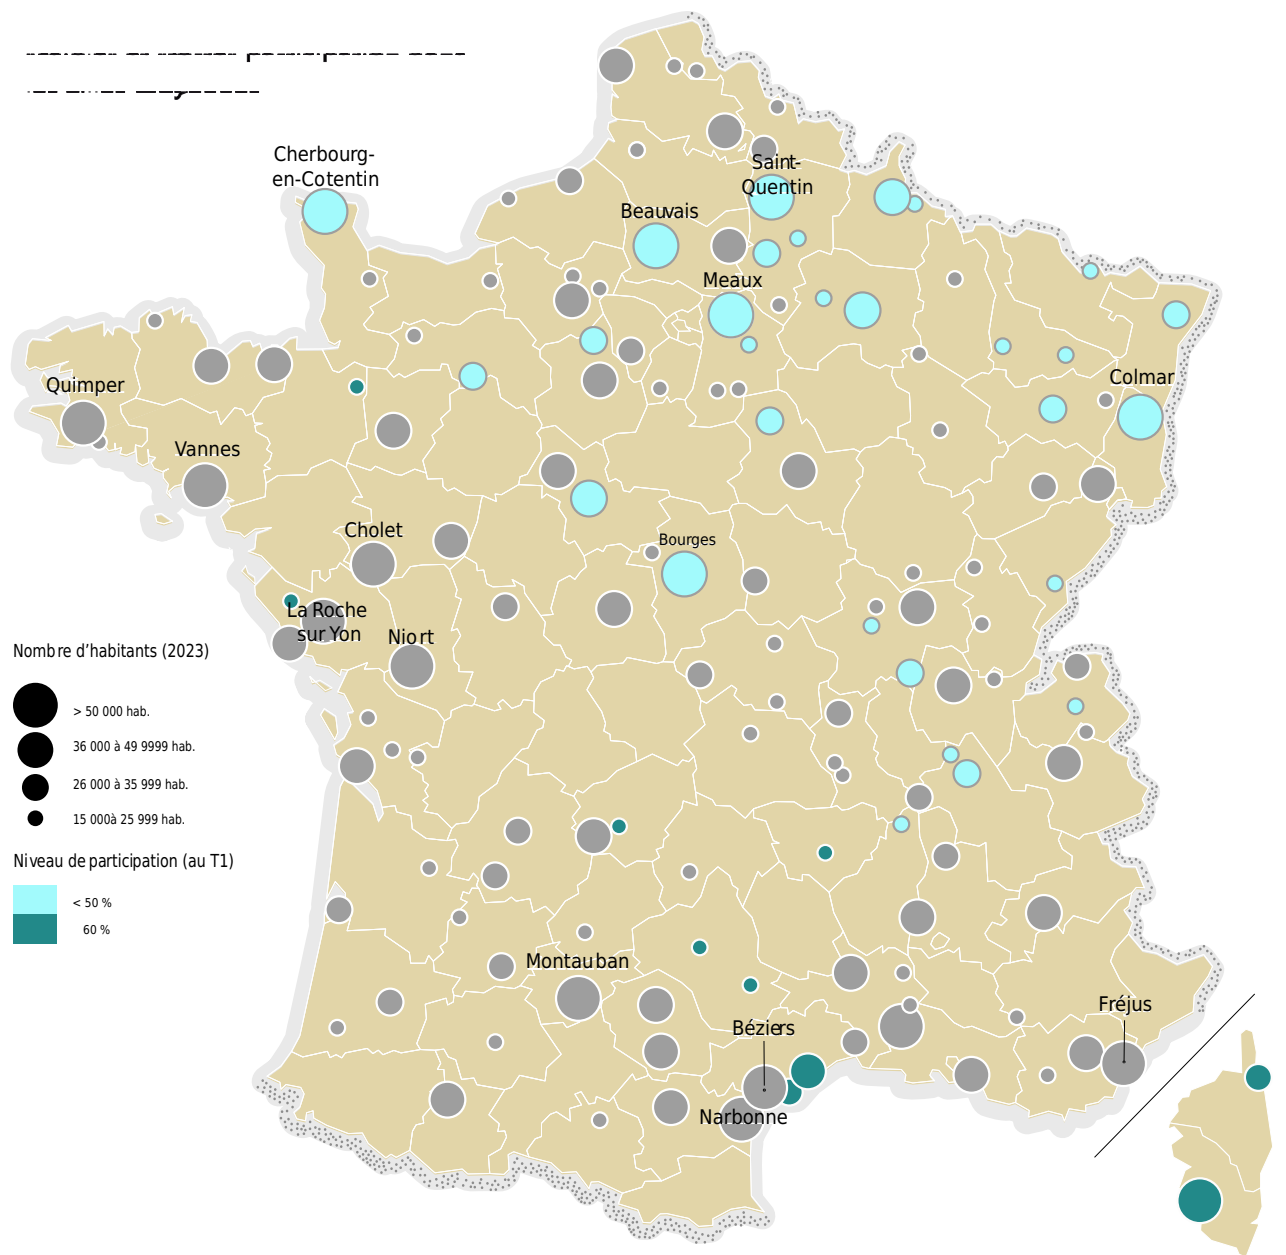 Cherbourg-
en-Cotentin
Saint-
Quentin
Beauvais
Meaux
Quimper
Colmar
Vannes
Cholet
Bourges
La Roche
sur Yon
Niort
Nombre d’habitants (2023)
> 50 000 hab.
36 000 à 49 9999 hab.
26 000 à 35 999 hab.
15 000à 25 999 hab.
Niveau de participation (au T1)
< 50 %
60 %
Montauban
Fréjus
Béziers
Narbonne